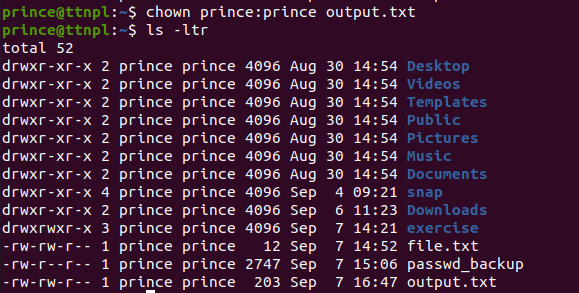 prince@ttnpl:~$ chown prince:prince output.txt
prince@ttnpl:~$ ls -ltr
total 52
drwxr-xr-x 2 prince prince 4096 Aug 30 14:54 Desktop
drwxr-xr-x 2 prince prince 4096 Aug 30 14:54 Videos
drwxr-xr-x 2 prince prince 4096 Aug 30 14:54 Templates
drwxr-xr-x 2 prince prince 4096 Aug 30 14:54 Public
drwxr-xr-x 2 prince prince 4096 Aug 30 14:54 Pictures
drwxr-xr-x 2 prince prince 4096 Aug 30 14:54 Music
drwxr-xr-x 2 prince prince 4096 Aug 30 14:54 Documents
drwxr-xr-x 4 prince prince 4096 Sep  4 09:21 snap
drwxr-xr-x 2 prince prince 4096 Sep  6 11:23 Downloads
drwxrwxr-x 3 prince prince 4096 Sep  7 14:21 exercise
-rw-rw-r-- 1 prince prince   12 Sep  7 14:52 file.txt
-rw-rw-r-- 1 prince prince 2747 Sep  7 15:06 passwd_backup
-rw-rw-r-- 1 prince prince  203 Sep  7 16:47 output.txt